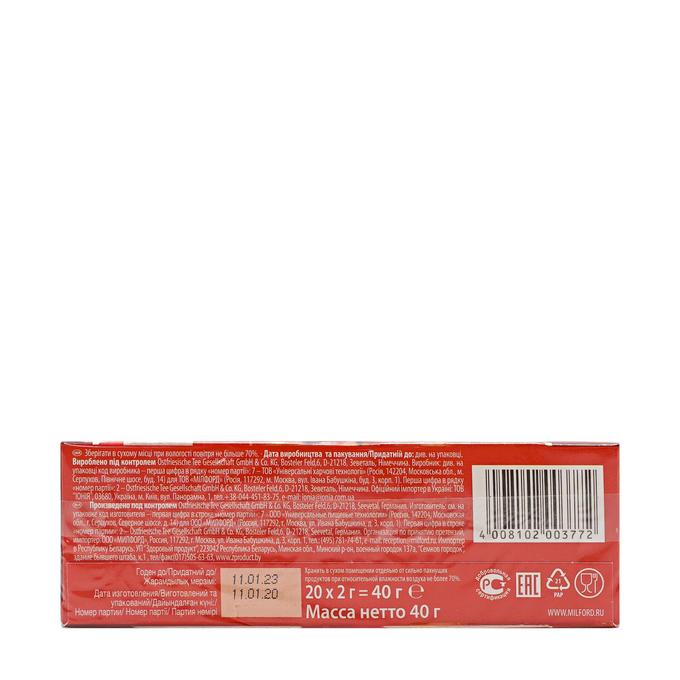 Зберігати в сухому місці при вологості повітря не більше 70%. • Дата виробництва та пакування/Придатний до: див. на упаковці.
Вироблено під контролем Ostfriesische Tee Gesellschaft GmbH & Co. KG, Bosteler Feld,6, D-21218, Зеветаль, Німеччина. Виробник: див. на
упаковці код виробника – перша цифра в рядку «номер партії»: 7 – ТОВ «Універсальні харчові технології» (Росія, 142204, Московська обл., м.
Серпухов, Північне шосе, буд. 14) для ТОВ «МІЛФОРД» (Росія, 117292, м. Москва, вул. Івана Бабушкина, буд. 3, корп. 1). Перша цифра в рядку
«номер партії»: 2 – Ostfriesische Tee Gesellschaft GmbH & Co. KG, Bosteler Feld,6, D-21218, Зеветаль, Німеччина. Офіційний імпортер в Україні: ТОВ
"ІОНІЯ", 03680, Україна, м. Київ, вул. Панорамна, 1, тел.+38-044-451-83-75, e-mail: ionia@ionia.com.ua
Произведено под контролем Ostfriesische Tee Gesellschaft GmbH & Co. KG, Bosteler Feld,6, D-21218, Seevetal, Германия. Изготовитель: см. на
упаковке код изготовителя – первая цифра в строке «номер партии»: 7 – ООО «Универсальные пищевые технологии» (Россия, 142204, Московская
обл., г. Серпухов, Северное шоссе, д. 14) для ООО «МИЛФОРД» (Россия, 117292, г. Москва, ул. Ивана Бабушкина, д. 3, корп. 1). Первая цифра в строке
«номер партии»: 2 – Ostfriesische Tee Gesellschaft GmbH & Co. KG, Bosteler Feld,6, D-21218, Seevetal, Германия. Организация по принятию претензий,
импортер: ООО «МИЛФОРД», Россия, 117292, г. Москва, ул. Ивана Бабушкина, д. 3, корп. 1, тел. (495) 781-74-81, e-mail: reception@milford.ru, Импортер
в Республику Беларусь: УП "Здоровый продукт", 223042 Республика Беларусь, Минская обл., Минский р-он, военный городок 137а, "Семков городок",
здание бывшего штаба, к.1, тел.(017)505-63-63, www.zproduct.by
4 008102 003772
Годен до/Придатний до/
Жарамдылық мерзімі:
11.01.23
Дата изготовления/Виготовлений та
упакований/Дайындалған күні:
11.01.20
Номер партии/ Номер партії/ Партия нөмірі
Хранить в сухом помещении отдельно от сильно пахнущих
продуктов при относительной влажности воздуха не более 70%.
20 x 2 г = 40 г ℮
Масса нетто 40 г
добровольная
сертификация
EAC
21
PAP
WWW.MILFORD.RU